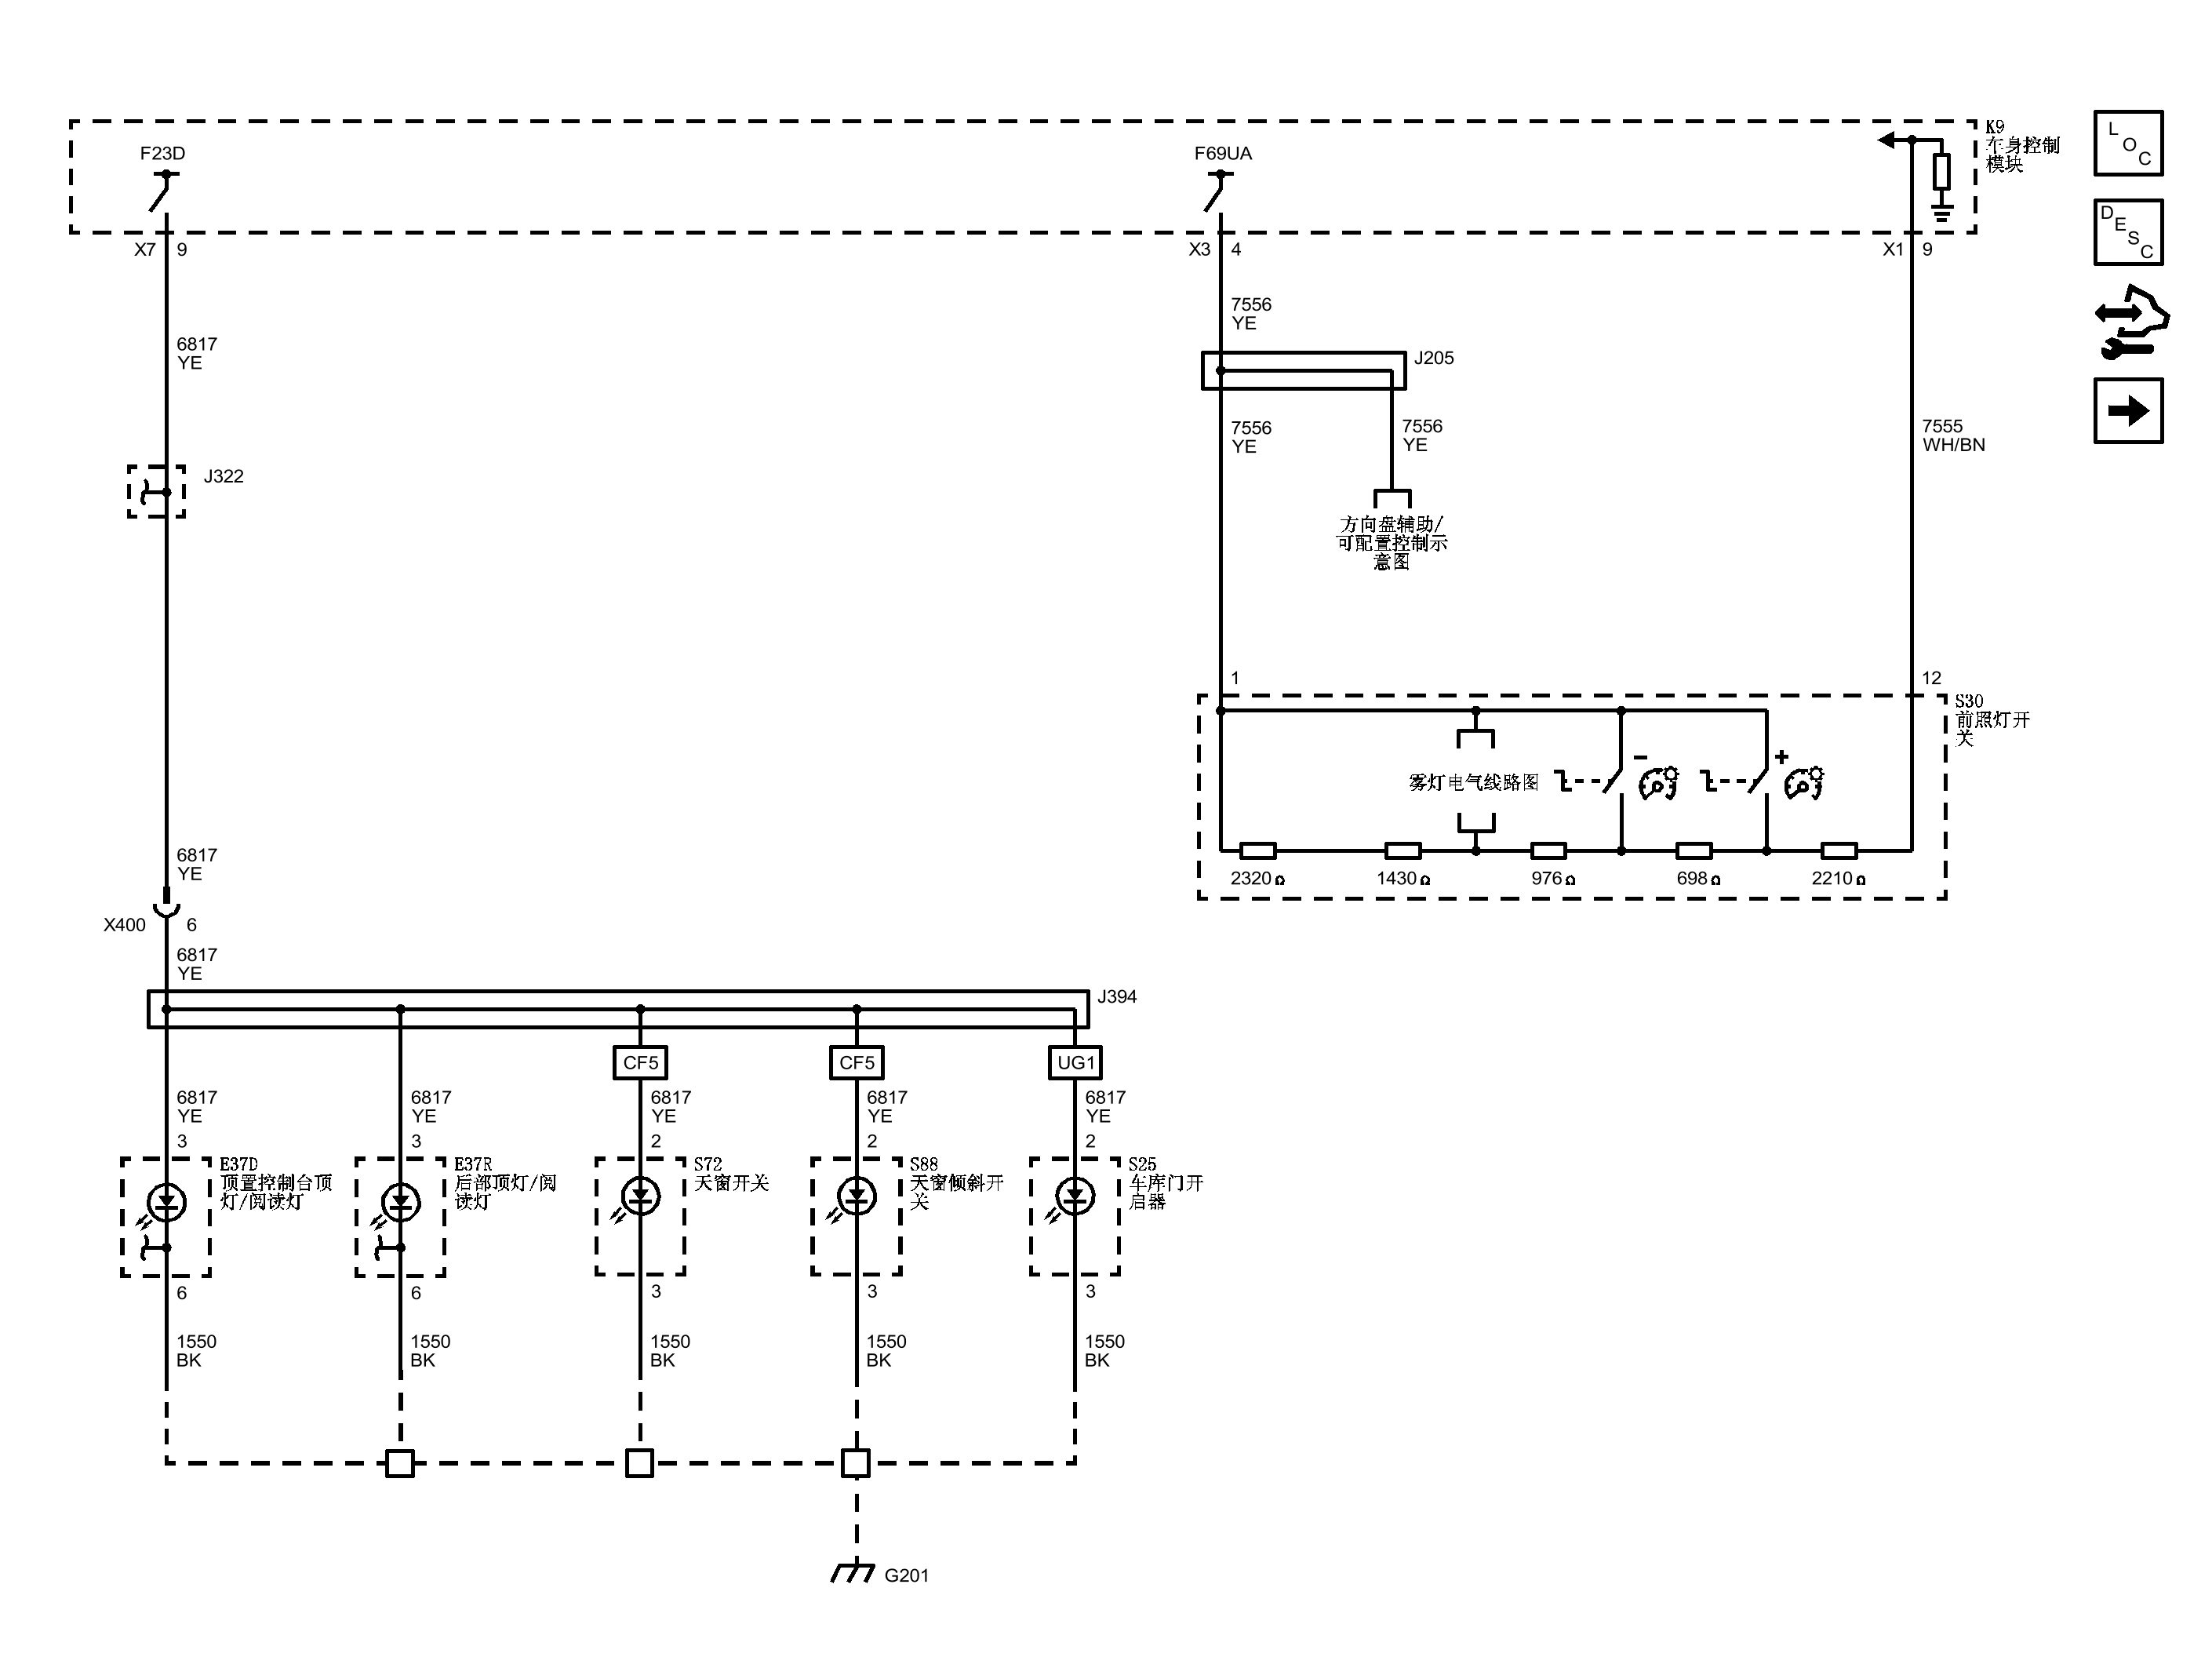 F23D
F69UA
K9
车身控制
模块
L
O
C
D
E
S
C
X7
9
X3
4
X1
9
7556
YE
6817
YE
J205
7556
YE
7556
YE
7555
WH/BN
J322
方向盘辅助/
可配置控制示
意图
1
12
S30
前照灯开
关
−
+
雾灯电气线路图
2320 Ω
1430 Ω
976 Ω
698 Ω
2210 Ω
6817
YE
X400
6
6817
YE
J394
CF5
CF5
UG1
6817
YE
6817
YE
6817
YE
6817
YE
6817
YE
3
3
2
2
2
E37D
顶置控制台顶
灯/阅读灯
E37R
后部顶灯/阅
读灯
S72
天窗开关
S88
天窗倾斜开
关
S25
车库门开
启器
6
6
3
3
3
1550
BK
1550
BK
1550
BK
1550
BK
1550
BK
G201